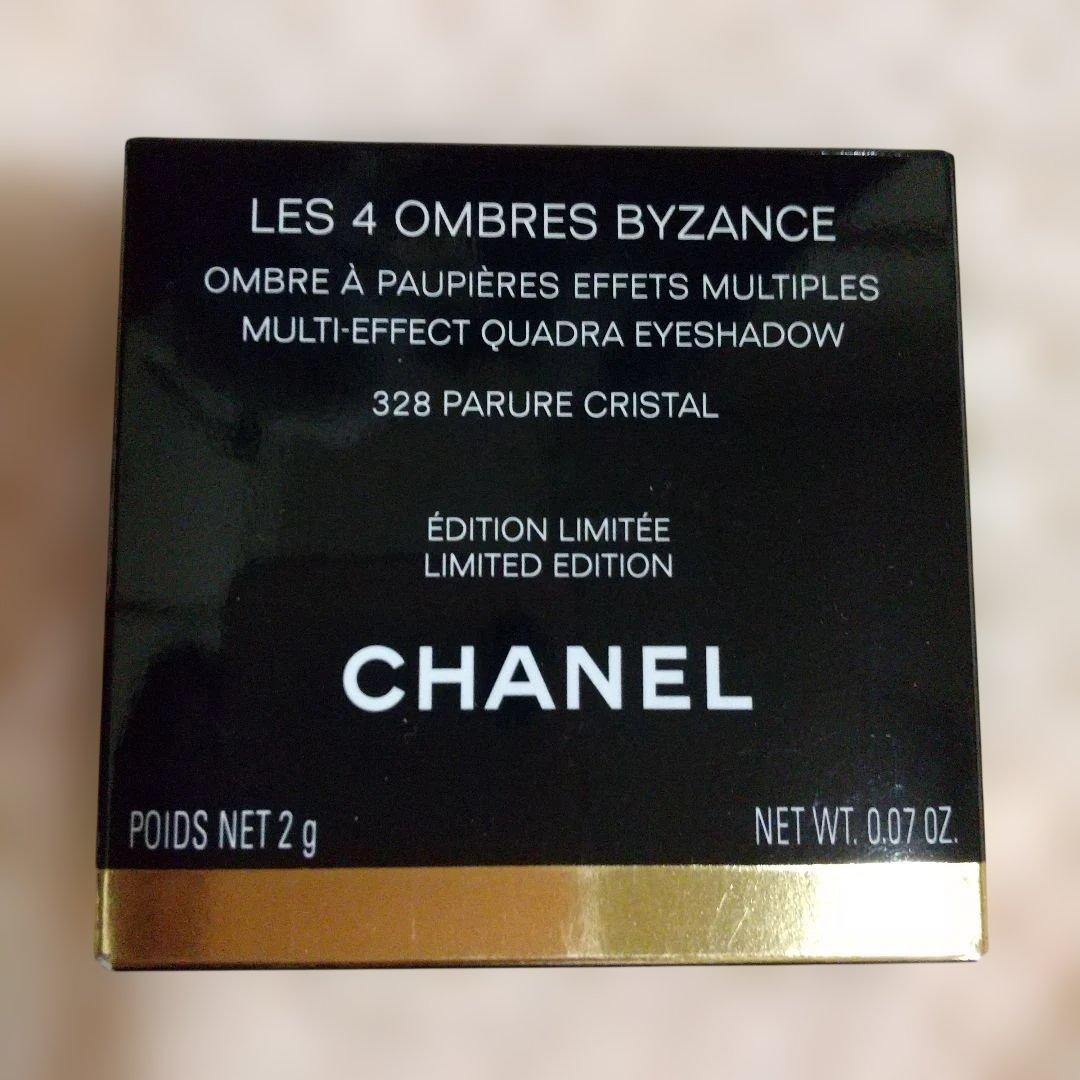 LES 4 OMBRES BYZANCE
OMBRE À PAUPIÈRES EFFETS MULTIPLES
MULTI-EFFECT QUADRA EYESHADOW
328 PARURE CRISTAL
ÉDITION LIMITÉE
LIMITED EDITION
CHANEL
POIDS NET 2 g
NET WT. 0.07 OZ.